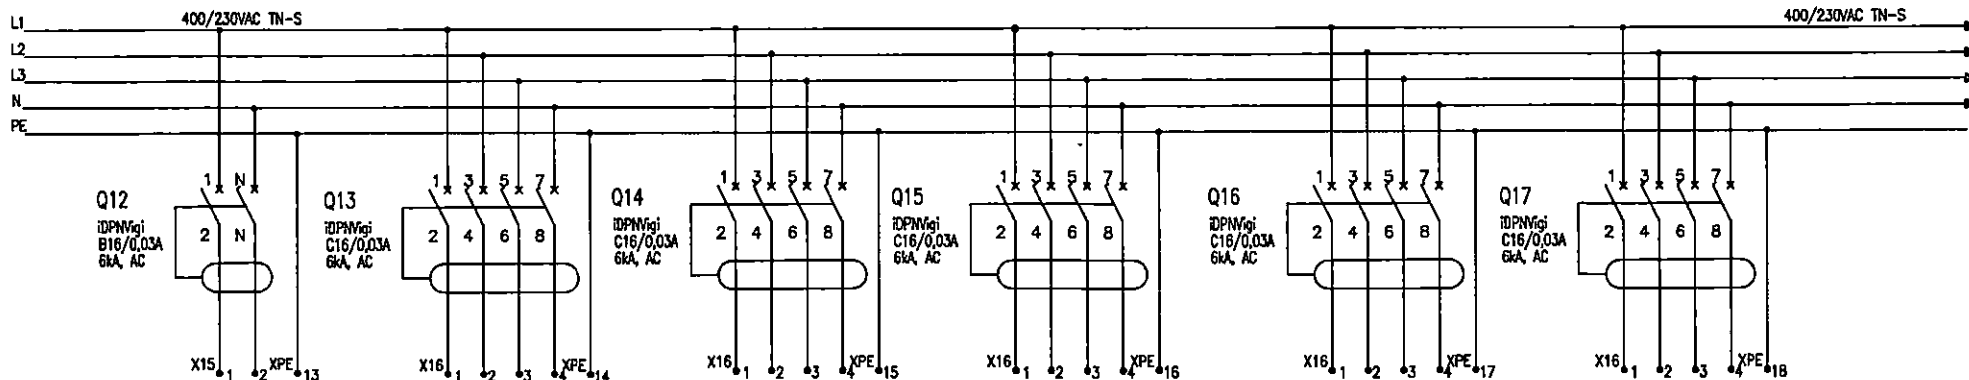 400/230VAC TN-S 400/230VAC TN-S
L1
L2
L3
N
PE
Q12
iDPNVigi
B16/0,03A
6kA, AC
1 N
2 N
X15 1 2 XPE 13
Q13
iDPNVigi
C16/0,03A
6kA, AC
1 3 5 7
2 4 6 8
X16 1 2 3 4 XPE 14
Q14
iDPNVigi
C16/0,03A
6kA, AC
1 3 5 7
2 4 6 8
X16 1 2 3 4 XPE 15
Q15
iDPNVigi
C16/0,03A
6kA, AC
1 3 5 7
2 4 6 8
X16 1 2 3 4 XPE 16
Q16
iDPNVigi
C16/0,03A
6kA, AC
1 3 5 7
2 4 6 8
X16 1 2 3 4 XPE 17
Q17
iDPNVigi
C16/0,03A
6kA, AC
1 3 5 7
2 4 6 8
X16 1 2 3 4 XPE 18